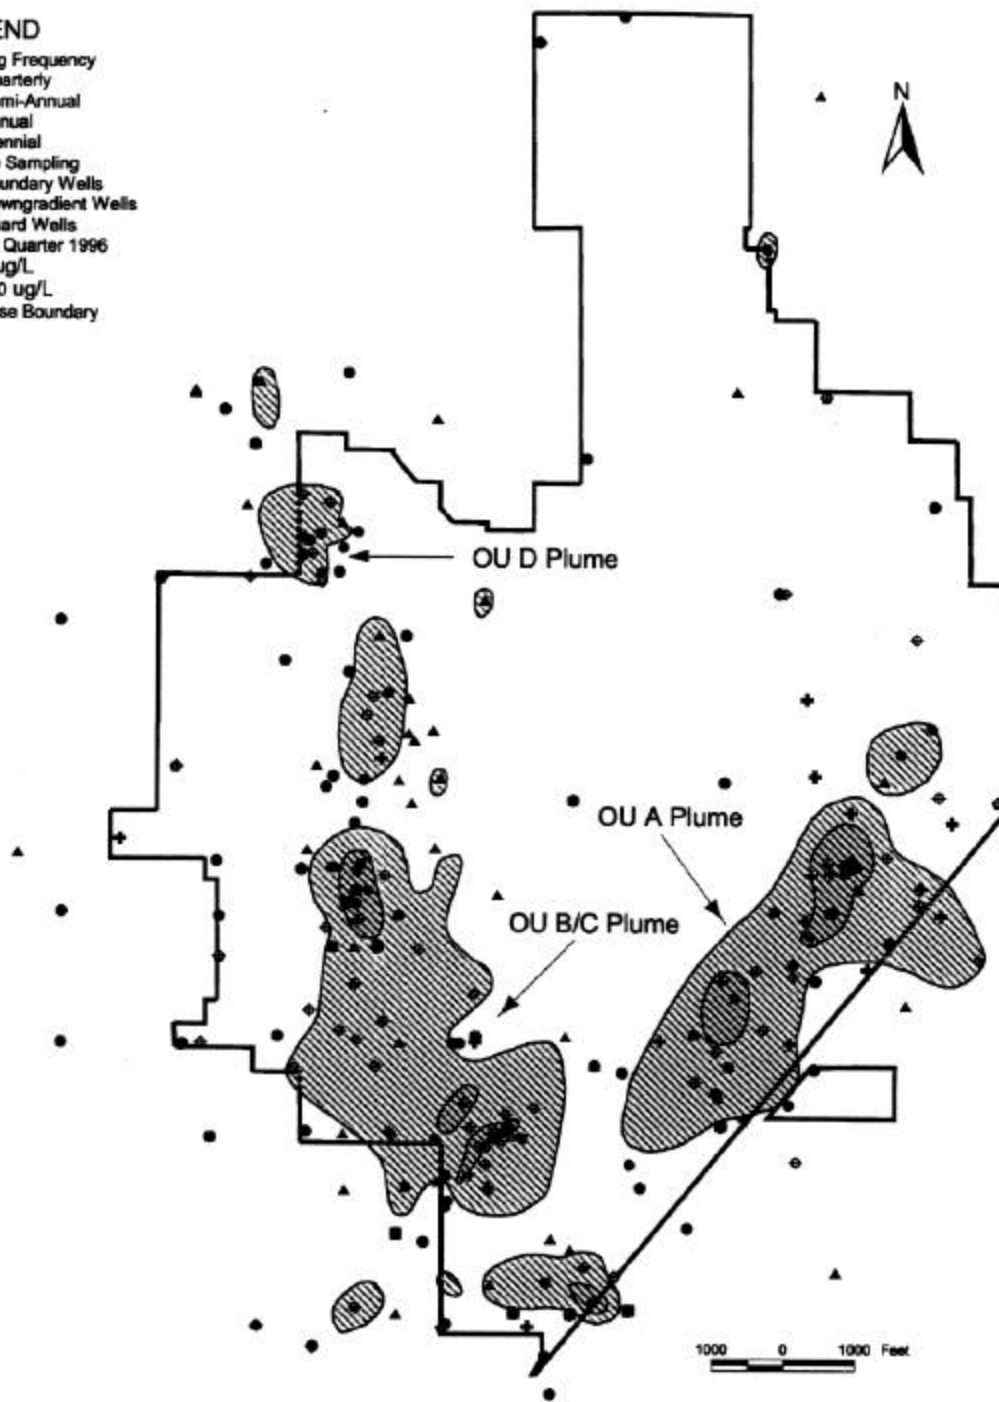 END
g Frequency
arterly
mi-Annual
nual
ennial
Sampling
undary Wells
wngradient Wells
ard Wells
Quarter 1996
ug/L
0 ug/L
se Boundary
N
OU D Plume
OU A Plume
OU B/C Plume
1000 0 1000 Feet